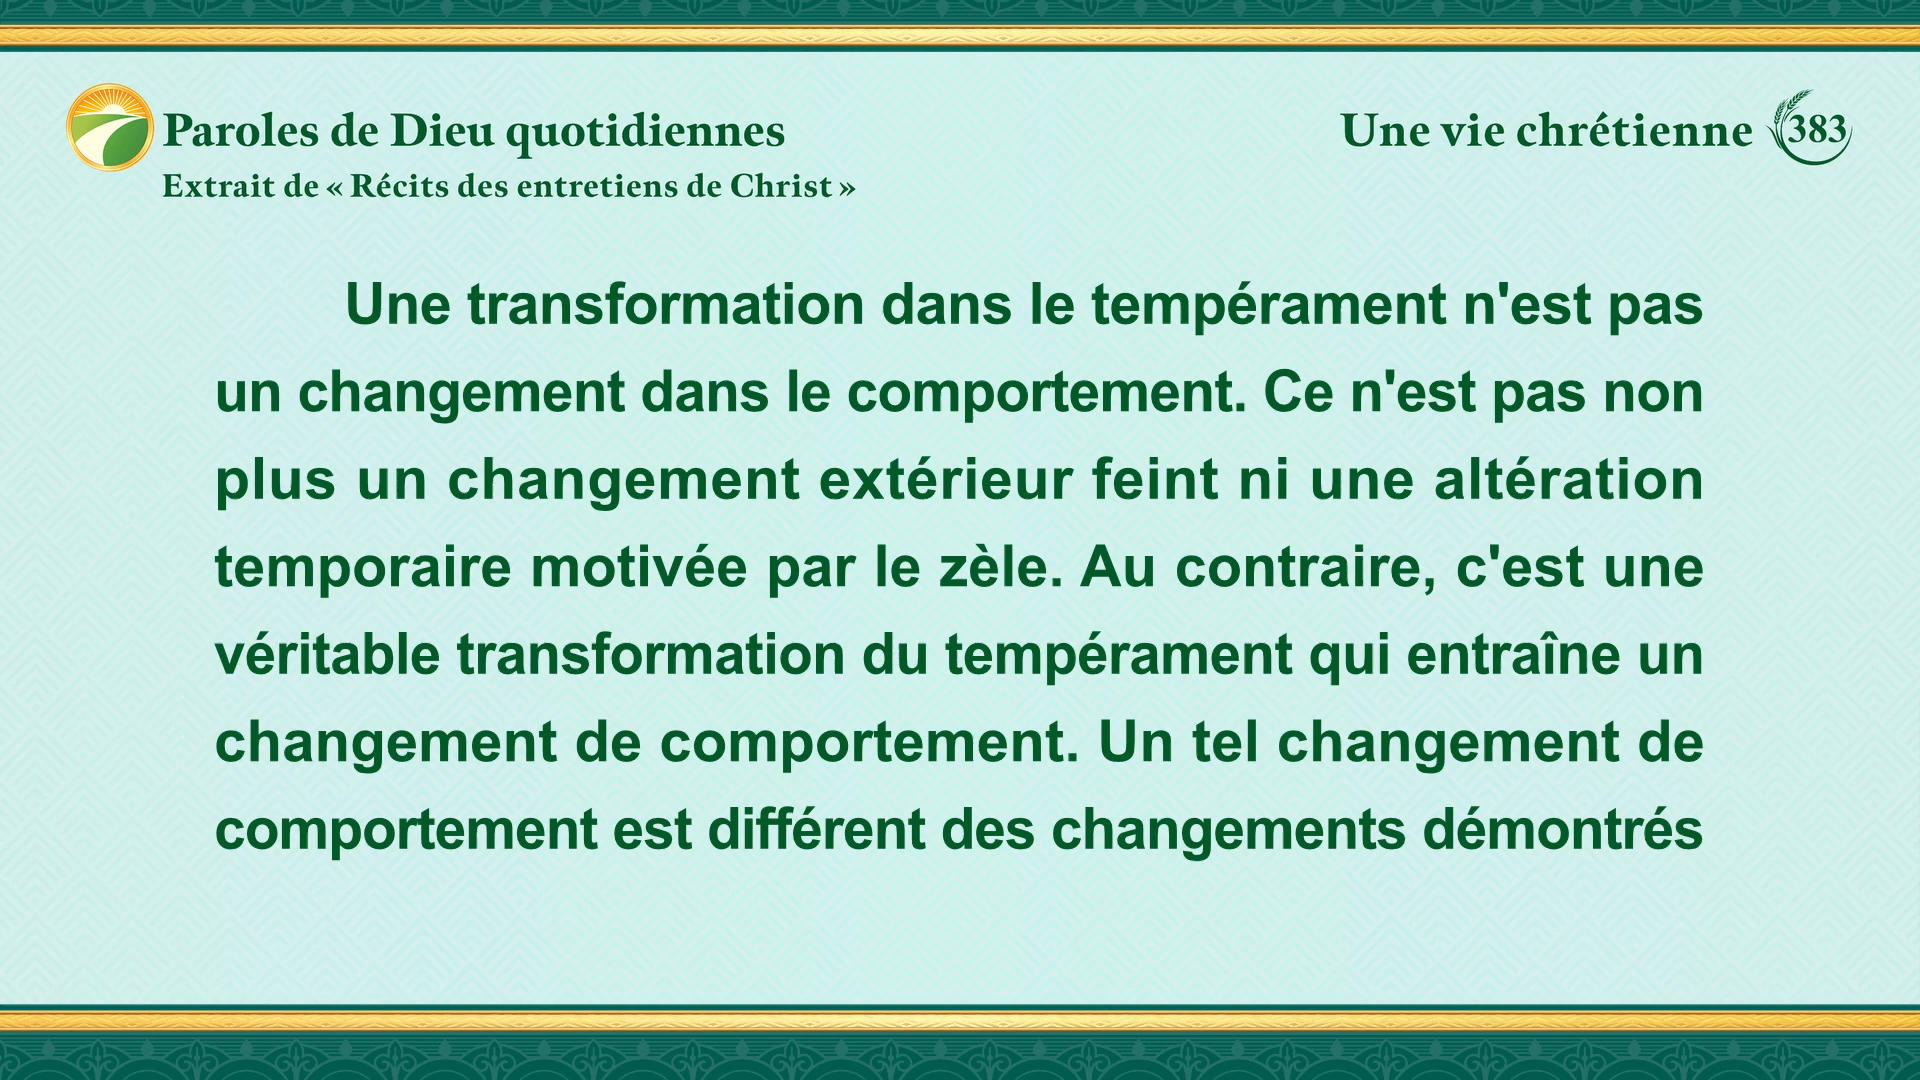 Paroles de Dieu quotidiennes
Extrait de « Récits des entretiens de Christ »
Une vie chrétienne 383
Une transformation dans le tempérament n'est pas
un changement dans le comportement. Ce n'est pas non
plus un changement extérieur feint ni une altération
temporaire motivée par le zèle. Au contraire, c'est une
véritable transformation du tempérament qui entraîne un
changement de comportement. Un tel changement de
comportement est différent des changements démontrés